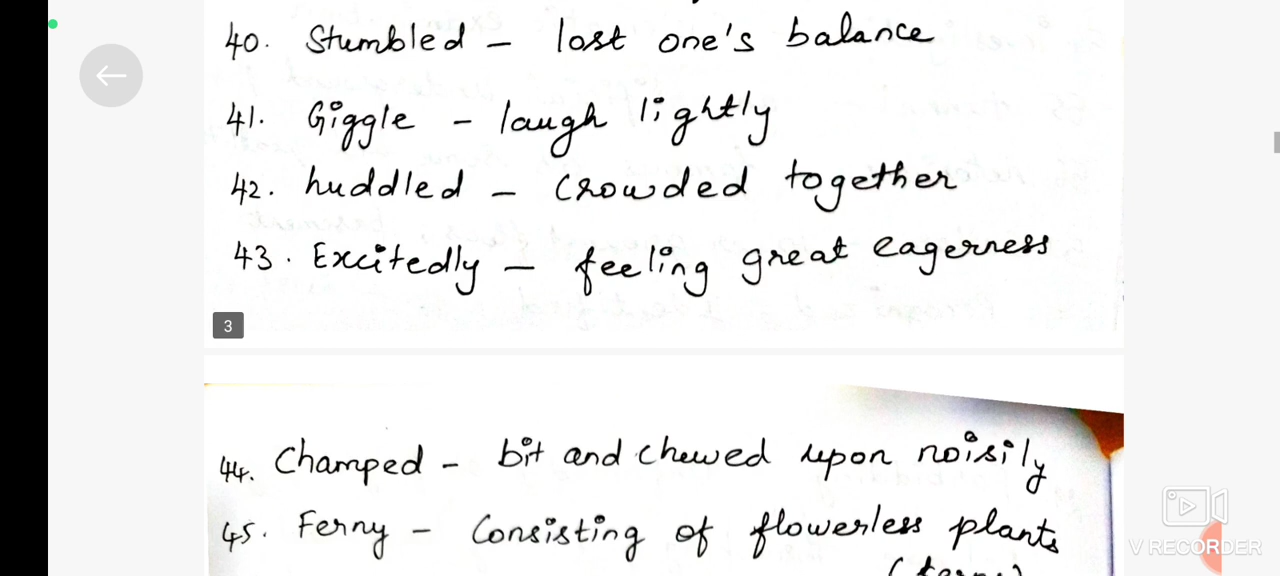 40. Stumbled - lost one's balance
41. Giggle - laugh lightly
42. huddled - Crowded together
43. Excitedly - feeling great eagerness
3
44. Champed - bit and chewed upon noisily
45. Ferny - Consisting of flowerless plants
V RECORDER